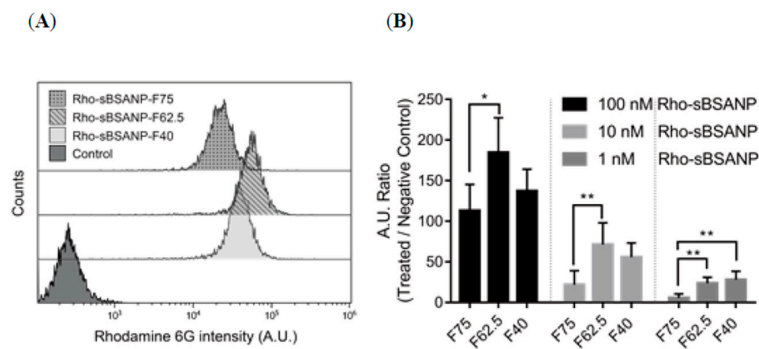 (A)
(B)
Rho-sBSANP-F75
Rho-sBSANP-F62.5
Rho-sBSANP-F40
Control
Counts
10³ 10⁴ 10⁵ 10⁶
Rhodamine 6G intensity (A.U.)
A.U. Ratio
(Treated / Negative Control)
250
200
150
100
50
0
*
**
**
**
100 nM Rho-sBSANP
10 nM Rho-sBSANP
1 nM Rho-sBSANP
F75 F62.5 F40 F75 F62.5 F40 F75 F62.5 F40